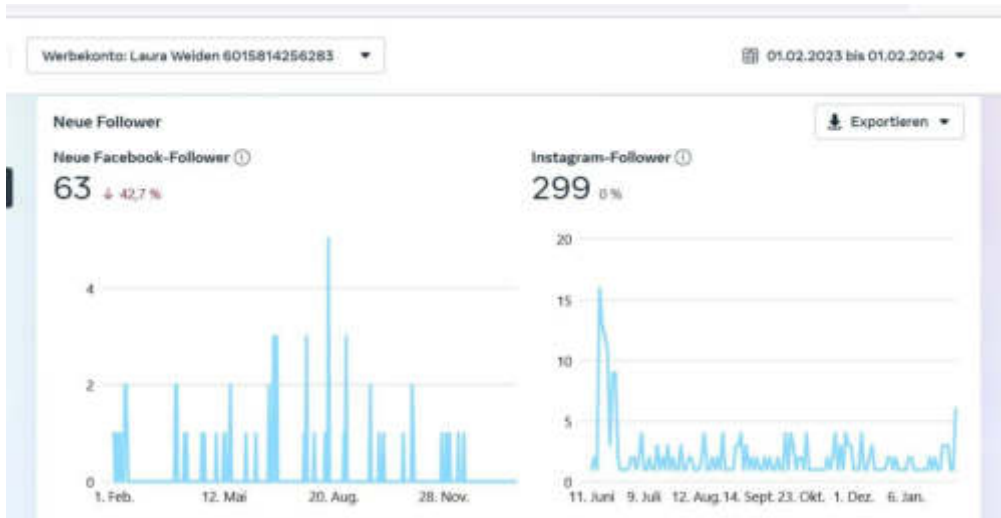 Werbekonto: Laura Weiden 6015814256283
01.02.2023 bis 01.02.2024
Neue Follower
Exportieren
Neue Facebook-Follower
63 ↓ 42,7 %
Instagram-Follower
299 0 %
4
2
0
1. Feb. 12. Mai 20. Aug. 28. Nov.
20
15
10
5
0
11. Juni 9. Juli 12. Aug. 14. Sept. 23. Okt. 1. Dez. 6. Jan.